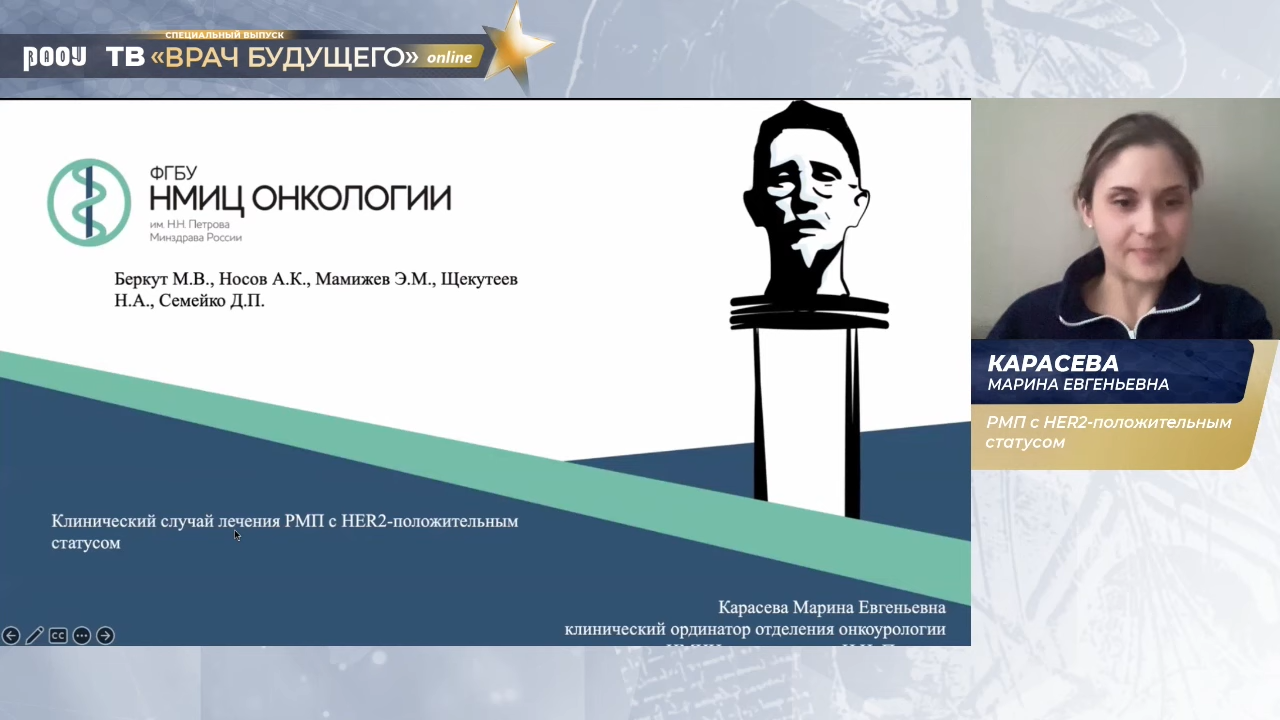 СПЕЦИАЛЬНЫЙ ВЫПУСК
РООУ ТВ «ВРАЧ БУДУЩЕГО» online
ФГБУ
НМИЦ ОНКОЛОГИИ
им. Н.Н. Петрова
Минздрава России
Беркут М.В., Носов А.К., Мамижев Э.М., Щекутеев
Н.А., Семейко Д.П.
Клинический случай лечения РМП с HER2-положительным
статусом
Карасева Марина Евгеньевна
клинический ординатор отделения онкоурологии
CC
КАРАСЕВА
МАРИНА ЕВГЕНЬЕВНА
РМП с HER2-положительным
статусом